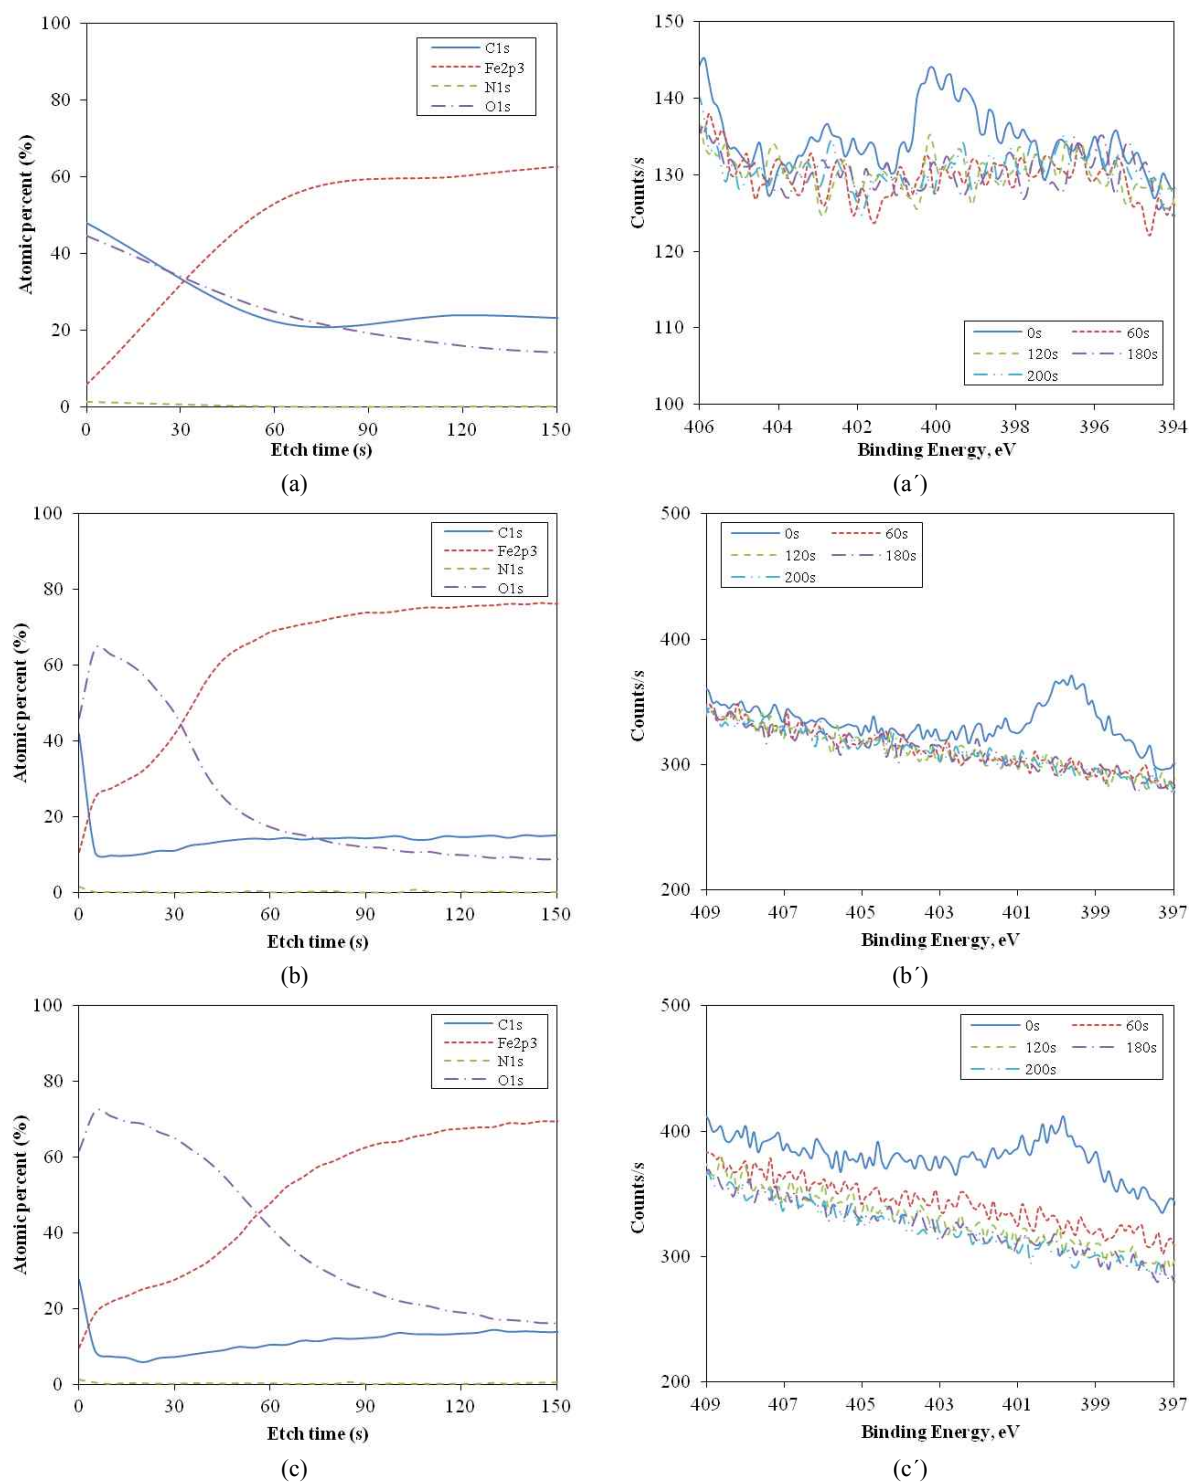 100
80
60
40
20
0
Atomic percent (%)
C1s
Fe2p3
N1s
O1s
0 30 60 90 120 150
Etch time (s)
(a)
150
140
130
120
110
100
Counts/s
0s 60s
120s 180s
200s
406 404 402 400 398 396 394
Binding Energy, eV
(a´)
100
80
60
40
20
0
Atomic percent (%)
C1s
Fe2p3
N1s
O1s
0 30 60 90 120 150
Etch time (s)
(b)
500
400
300
200
Counts/s
0s 60s
120s 180s
200s
409 407 405 403 401 399 397
Binding Energy, eV
(b´)
100
80
60
40
20
0
Atomic percent (%)
C1s
Fe2p3
N1s
O1s
0 30 60 90 120 150
Etch time (s)
(c)
500
400
300
200
Counts/s
0s 60s
120s 180s
200s
409 407 405 403 401 399 397
Binding Energy, eV
(c´)